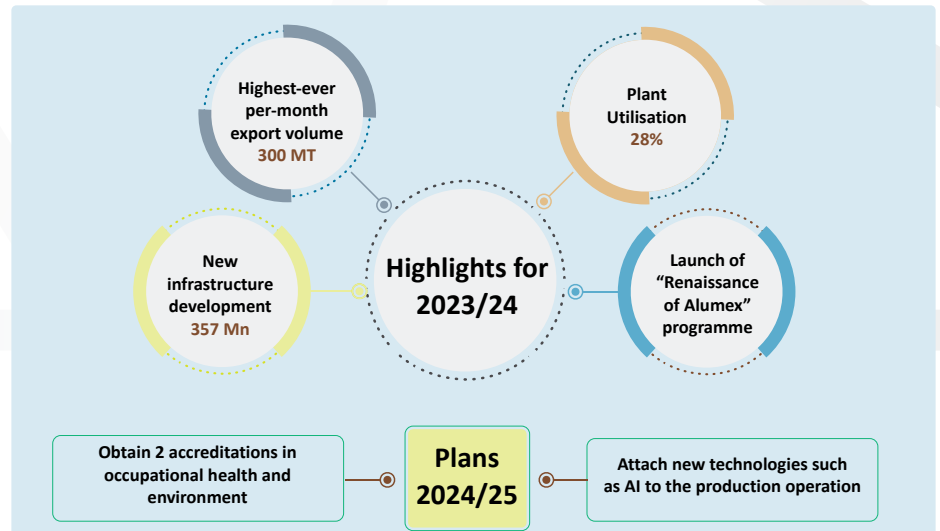 Highest-ever
per-month
export volume
300 MT
Plant
Utilisation
28%
New
infrastructure
development
357 Mn
Highlights for
2023/24
Launch of
“Renaissance
of Alumex”
programme
Obtain 2 accreditations in
occupational health and
environment
Plans
2024/25
Attach new technologies such
as AI to the production operation